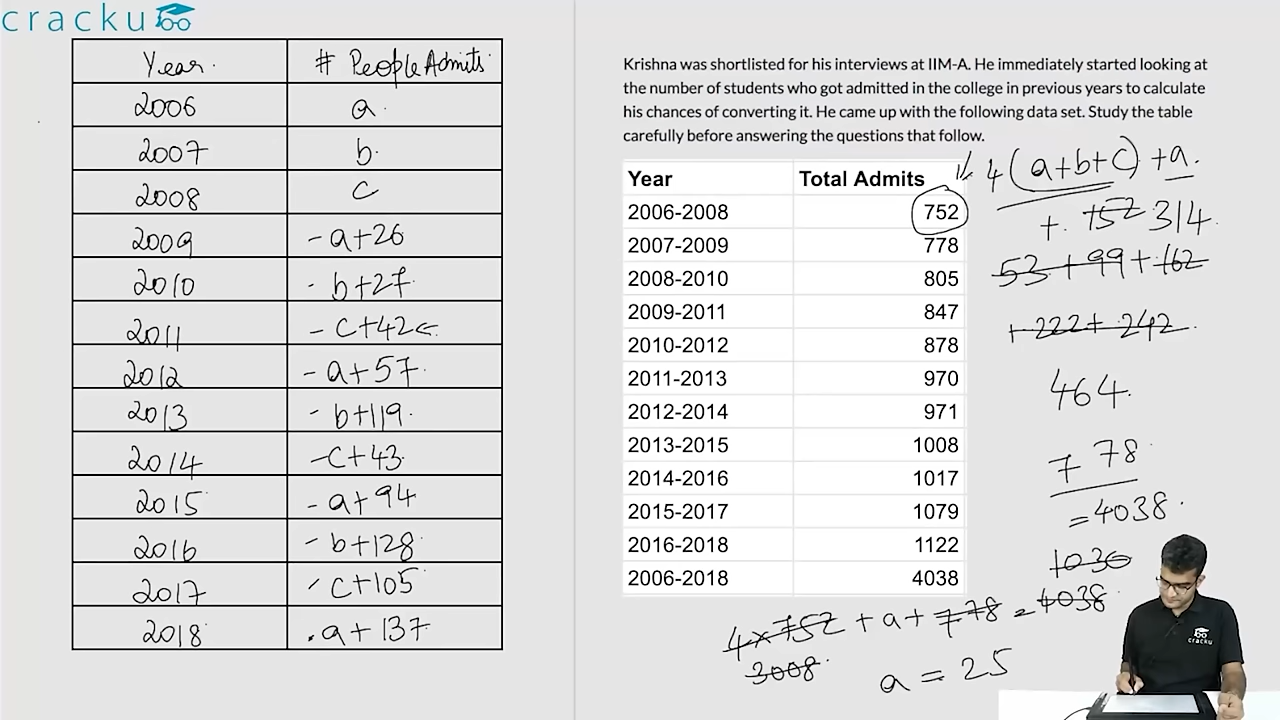 cracku
Year. # People Admits
2006 a.
2007 b.
2008 c
2009 - a+26
2010 - b+27.
2011 - c+42
2012 - a+57.
2013 - b+119.
2014 - c+43.
2015 - a+94
2016 - b+128.
2017 - c+105
2018 . a+137.
Krishna was shortlisted for his interviews at IIM-A. He immediately started looking at
the number of students who got admitted in the college in previous years to calculate
his chances of converting it. He came up with the following data set. Study the table
carefully before answering the questions that follow.
Year Total Admits
2006-2008 752
2007-2009 778
2008-2010 805
2009-2011 847
2010-2012 878
2011-2013 970
2012-2014 971
2013-2015 1008
2014-2016 1017
2015-2017 1079
2016-2018 1122
2006-2018 4038
4(a+b+c) + a.
+. 152 314
53 + 99 + 162
+ 222 + 242.
464.
778.
= 4038.
1030
4×752 + a + 778 = 4038
3008.
a = 25
cracku